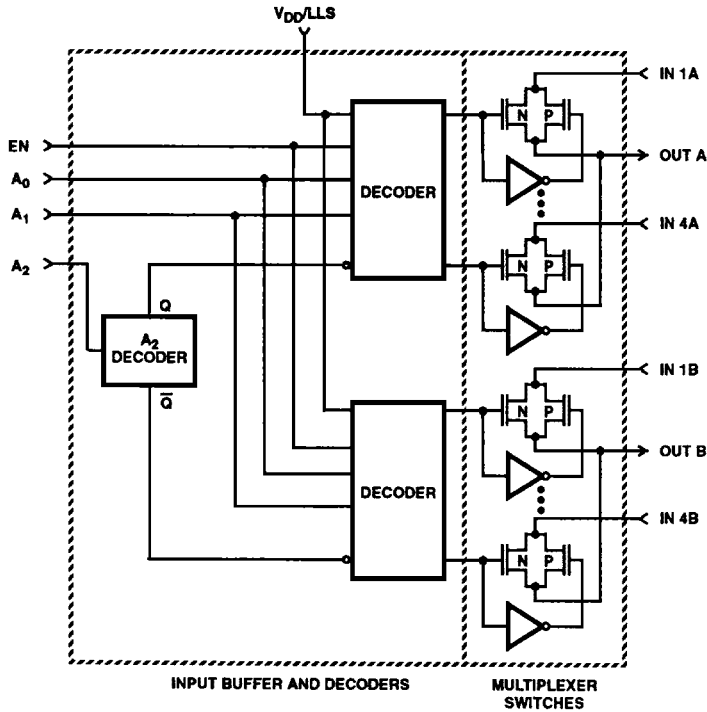 V_DD/LLS
IN 1A
N P
EN
OUT A
A₀
DECODER
A₁
IN 4A
A₂
N P
Q
A₂
DECODER
IN 1B
Q̅
N P
OUT B
DECODER
IN 4B
N P
INPUT BUFFER AND DECODERS
MULTIPLEXER
SWITCHES